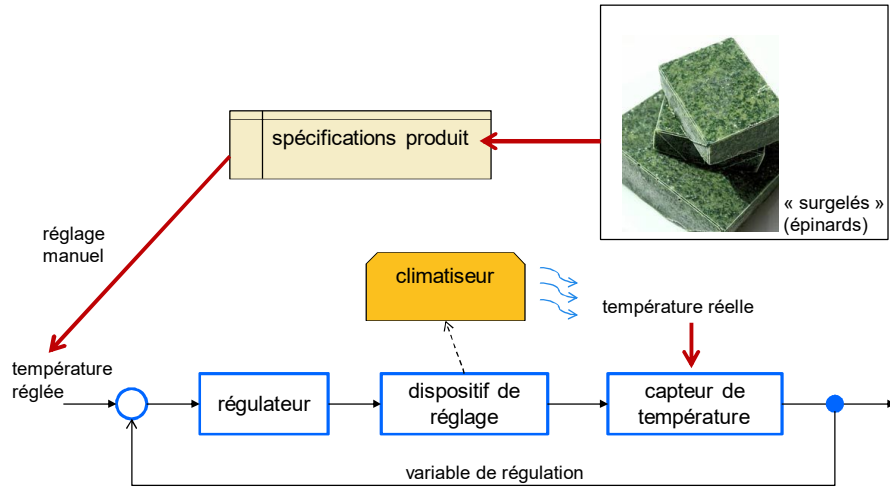 spécifications produit
« surgelés »
(épinards)
réglage
manuel
climatiseur
température réelle
température
réglée
régulateur
dispositif de
réglage
capteur de
température
variable de régulation